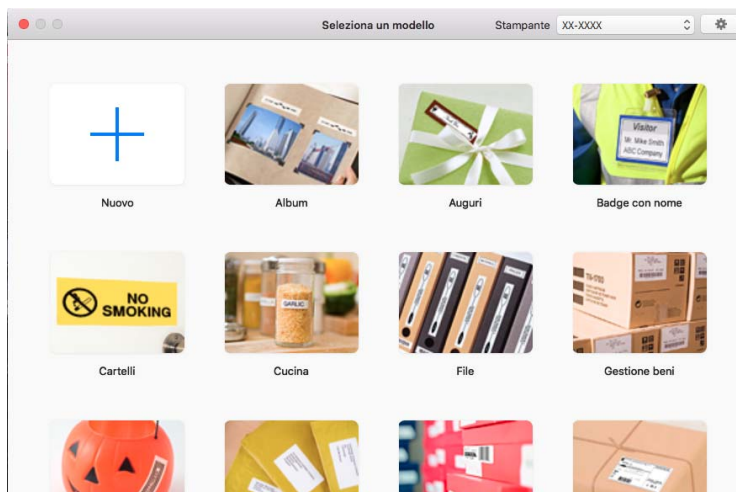 Seleziona un modello
Stampante
XX-XXXX
Nuovo
Album
Auguri
Visitor
Mr. Mike Smith
ABC Company
Badge con nome
NO
SMOKING
Cartelli
GARLIC
Cucina
File
Gestione beni